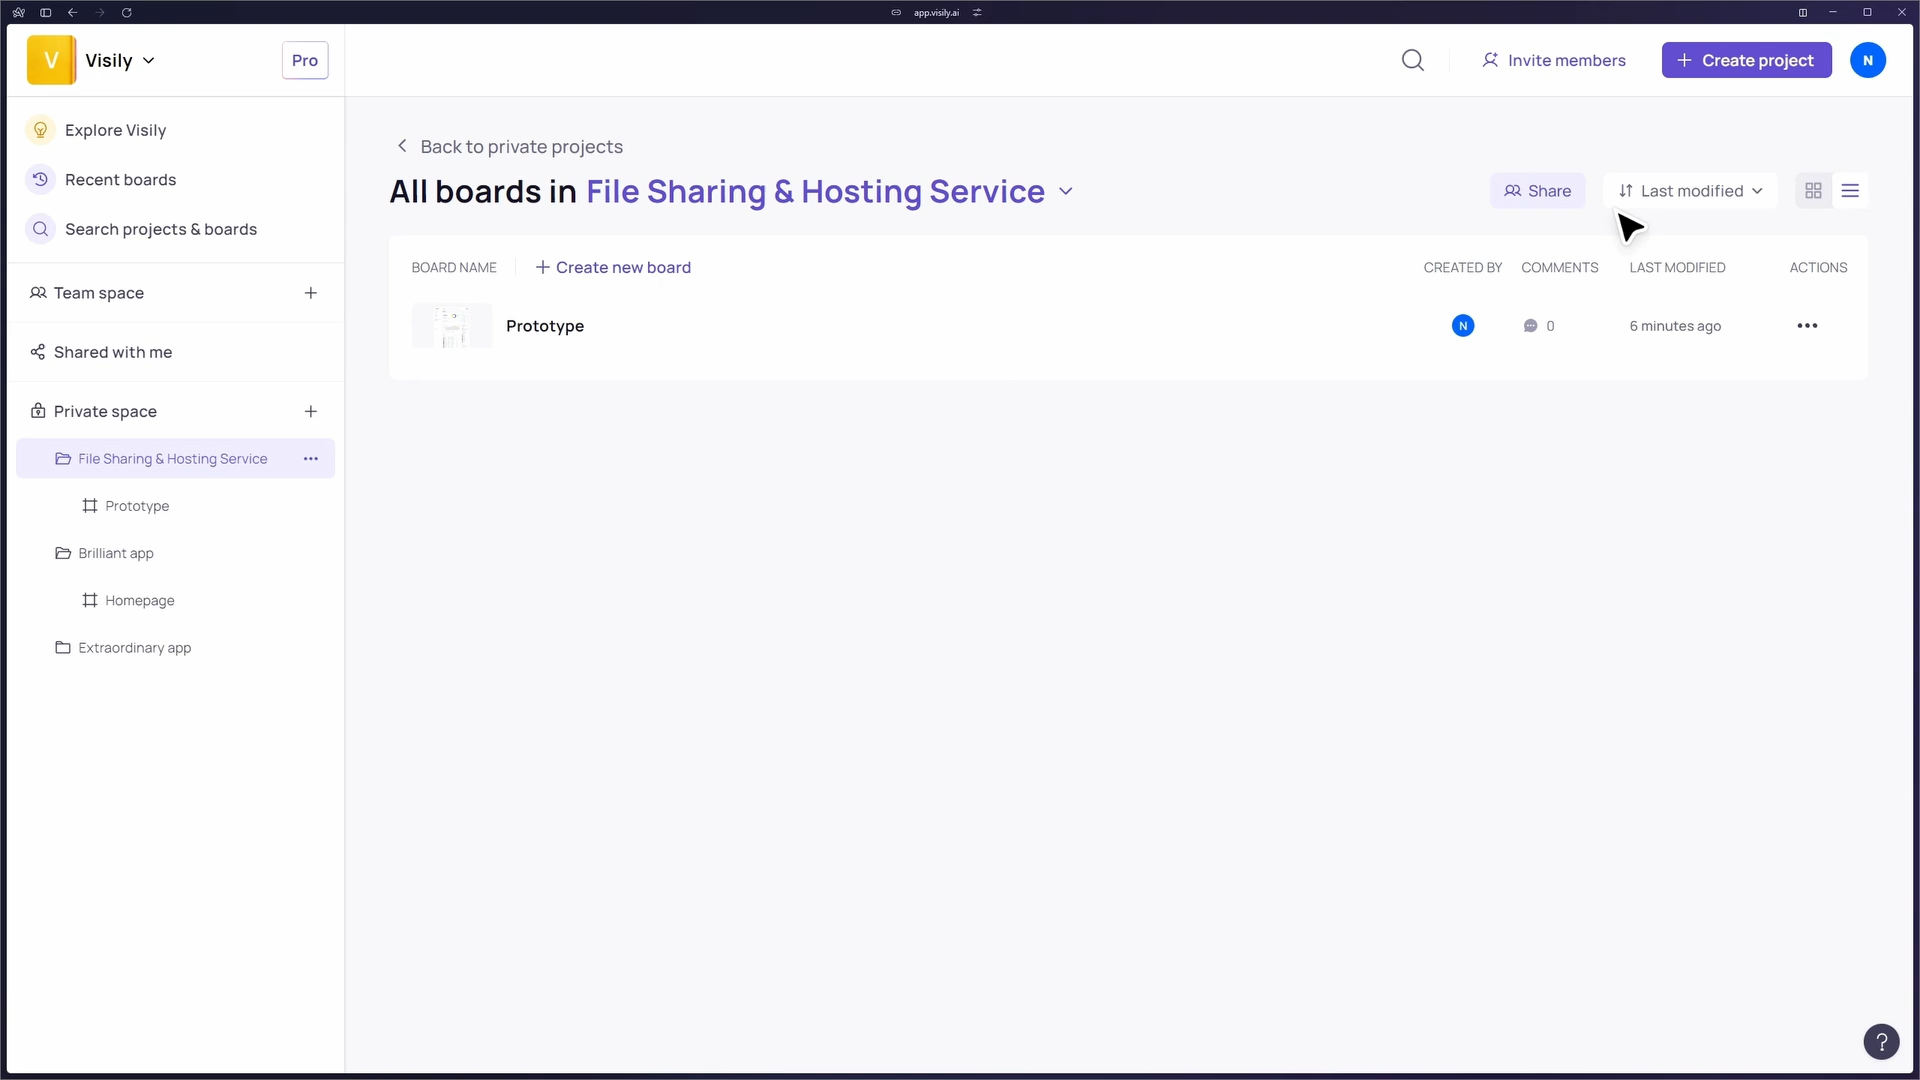 app.visily.ai
V Visily Pro
Invite members
+ Create project
N
Explore Visily
Recent boards
Search projects & boards
Team space +
Shared with me
Private space +
File Sharing & Hosting Service
Prototype
Brilliant app
Homepage
Extraordinary app
Back to private projects
All boards in File Sharing & Hosting Service
Share
Last modified
BOARD NAME + Create new board CREATED BY COMMENTS LAST MODIFIED ACTIONS
Prototype N 0 6 minutes ago
?